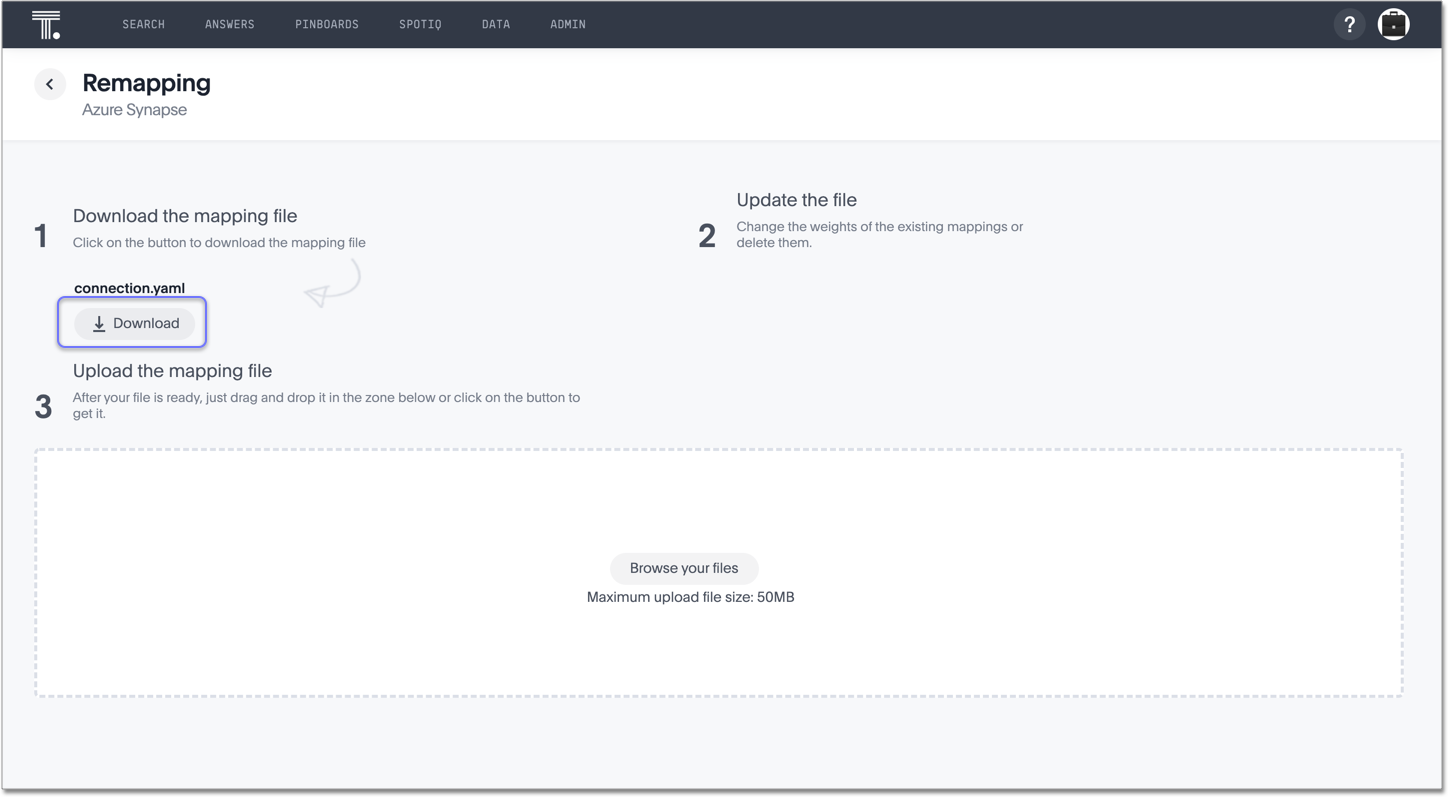 T.
SEARCH ANSWERS PINBOARDS SPOTIQ DATA ADMIN
?
Remapping
Azure Synapse
1
Download the mapping file
Click on the button to download the mapping file
connection.yaml
Download
2
Update the file
Change the weights of the existing mappings or
delete them.
3
Upload the mapping file
After your file is ready, just drag and drop it in the zone below or click on the button to
get it.
Browse your files
Maximum upload file size: 50MB